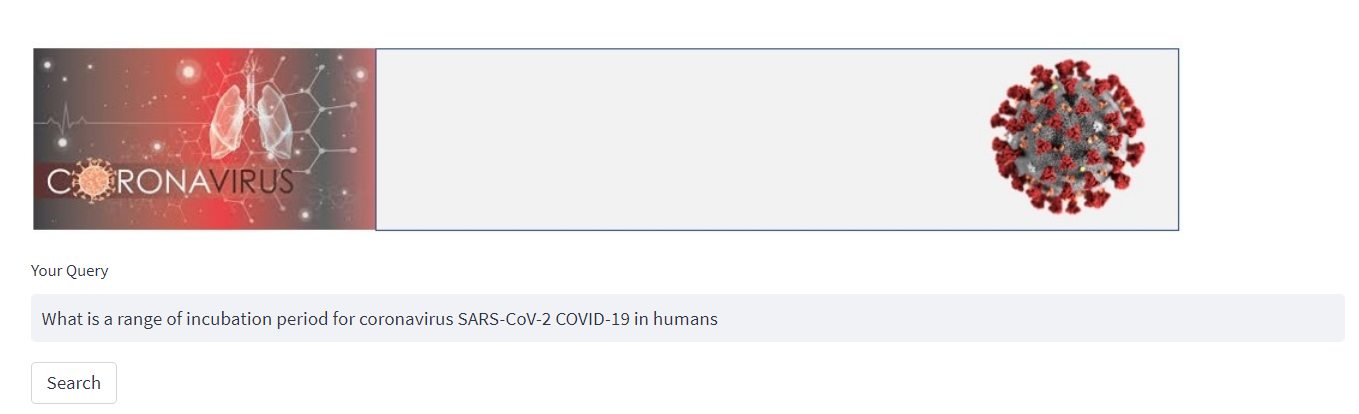 CORONAVIRUS
Your Query
What is a range of incubation period for coronavirus SARS-CoV-2 COVID-19 in humans
Search